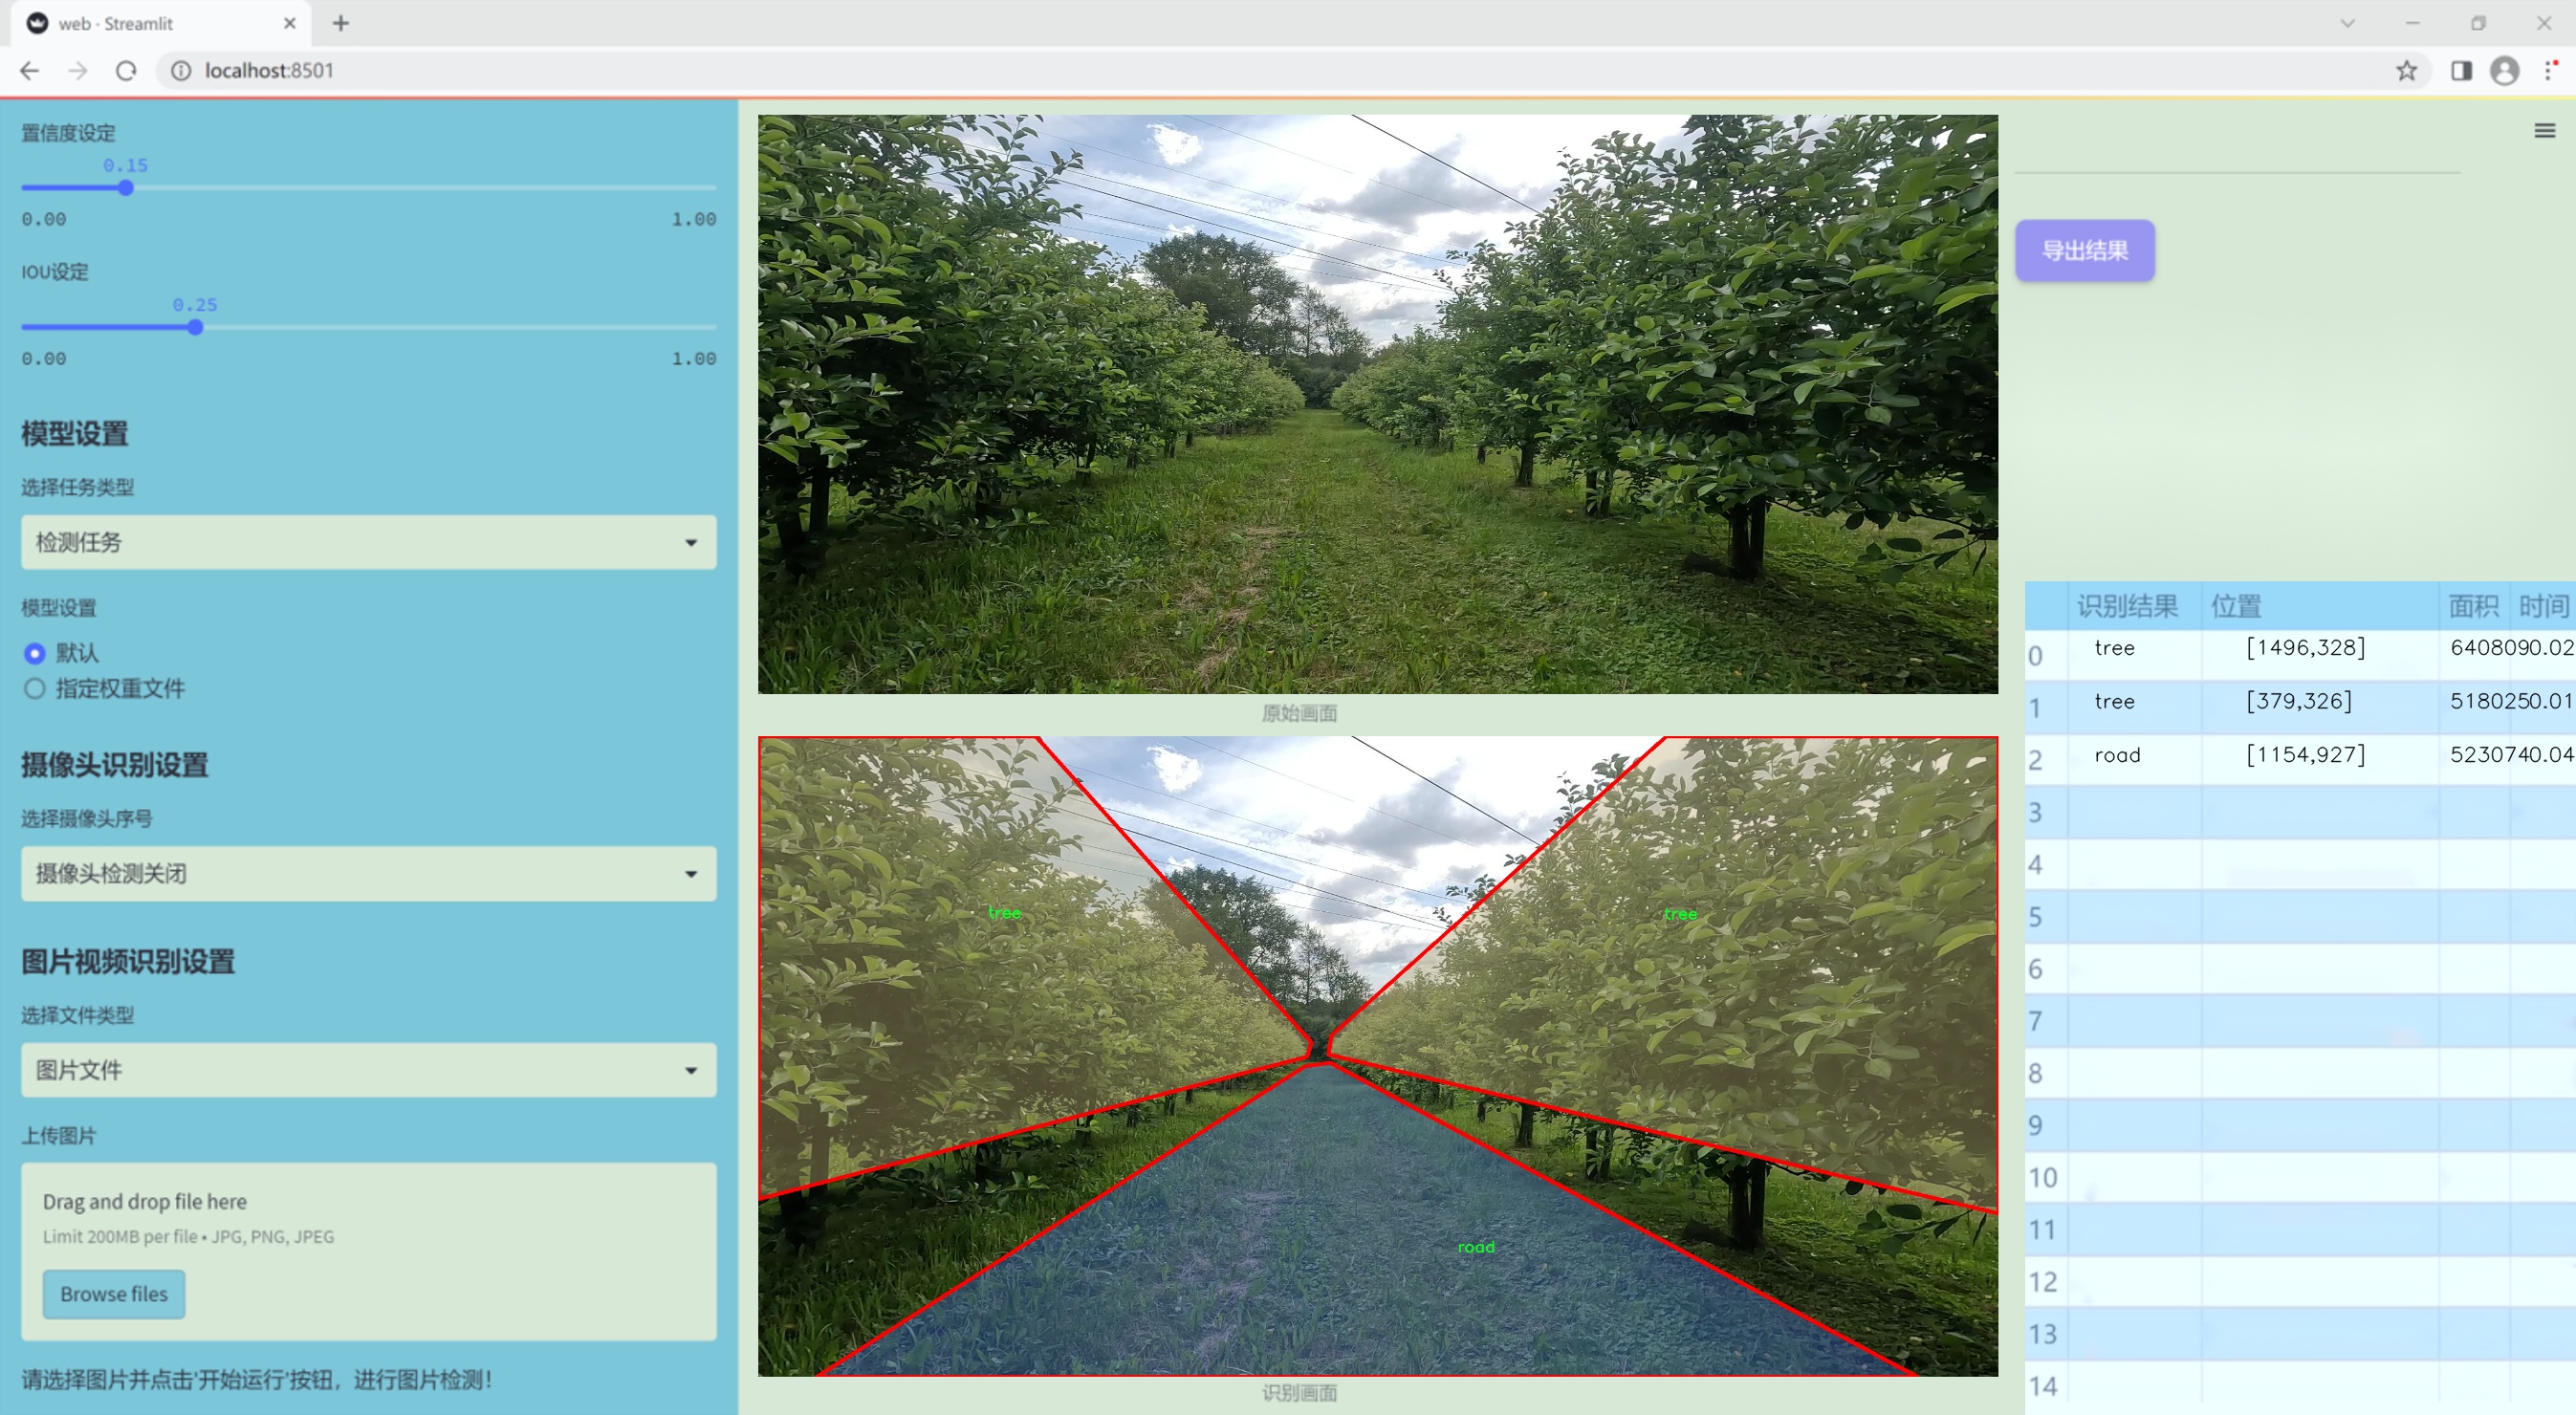 web · Streamlit
localhost:8501
置信度设定
0.15
0.00 1.00
IOU设定
0.25
0.00 1.00
模型设置
选择任务类型
检测任务
模型设置
默认
指定权重文件
摄像头识别设置
选择摄像头序号
摄像头检测关闭
图片视频识别设置
选择文件类型
图片文件
上传图片
Drag and drop file here
Limit 200MB per file • JPG, PNG, JPEG
Browse files
请选择图片并点击'开始运行'按钮，进行图片检测！
原始画面
tree
tree
road
识别画面
导出结果
识别结果 位置 面积 时间
0 tree [1496,328] 6408090.02
1 tree [379,326] 5180250.01
2 road [1154,927] 5230740.04
3
4
5
6
7
8
9
10
11
12
13
14